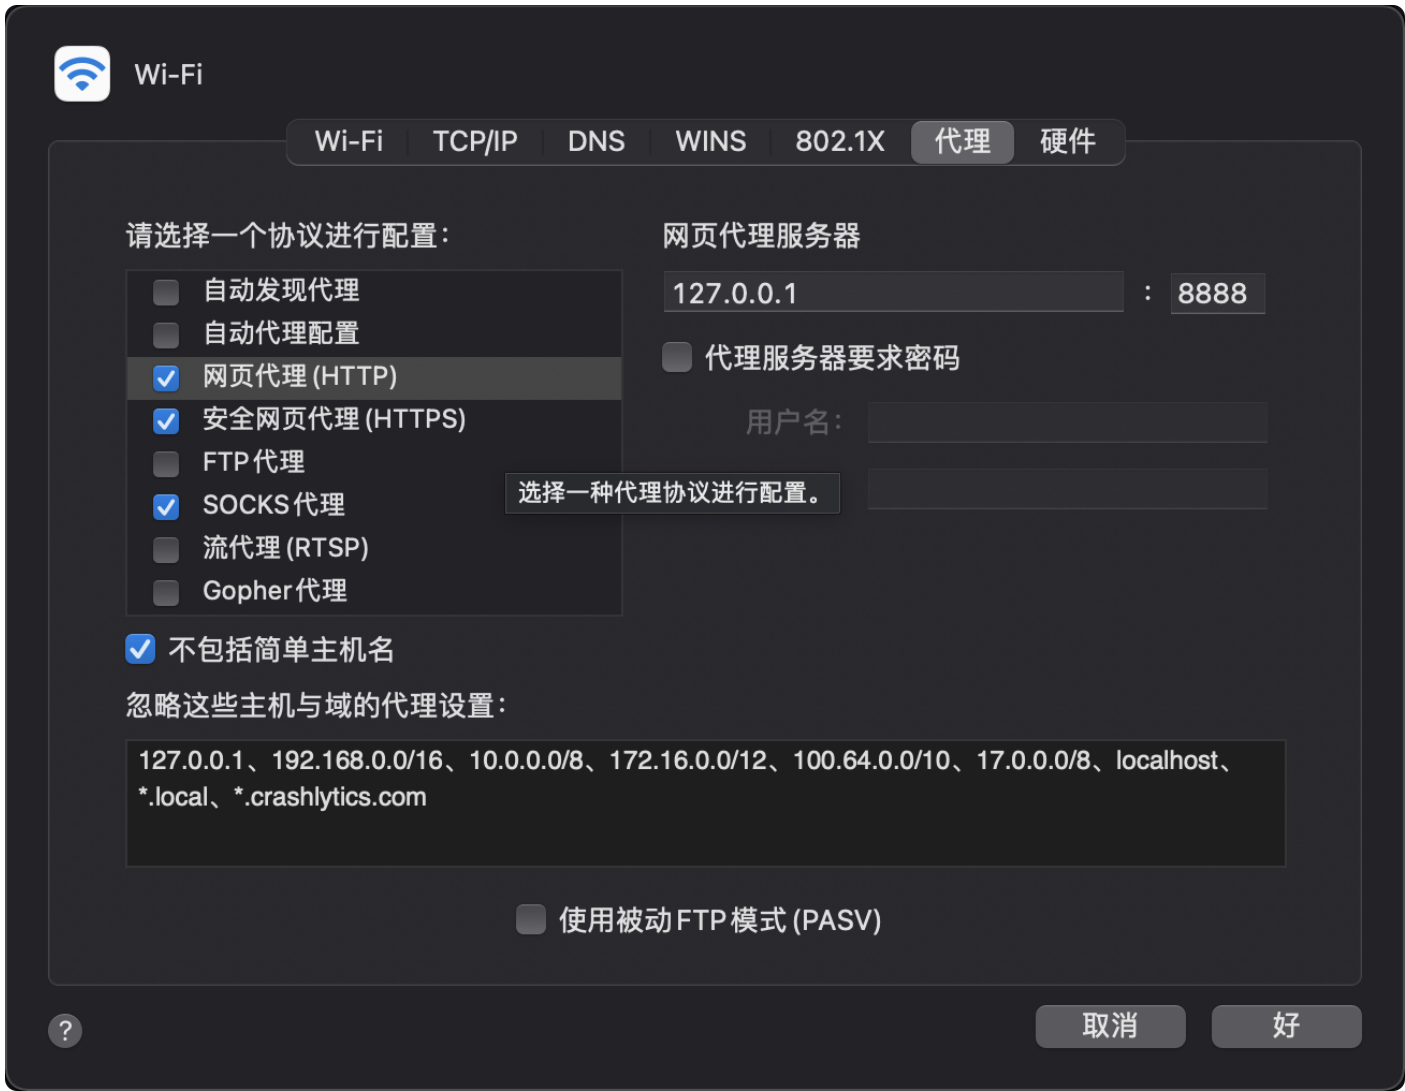 Wi-Fi
Wi-Fi TCP/IP DNS WINS 802.1X 代理 硬件
请选择一个协议进行配置：
自动发现代理
自动代理配置
网页代理(HTTP)
安全网页代理(HTTPS)
FTP代理
SOCKS代理
流代理(RTSP)
Gopher代理
网页代理服务器
127.0.0.1 : 8888
代理服务器要求密码
用户名：
选择一种代理协议进行配置。
不包括简单主机名
忽略这些主机与域的代理设置：
127.0.0.1、192.168.0.0/16、10.0.0.0/8、172.16.0.0/12、100.64.0.0/10、17.0.0.0/8、localhost、
*.local、*.crashlytics.com
使用被动FTP模式(PASV)
?
取消 好